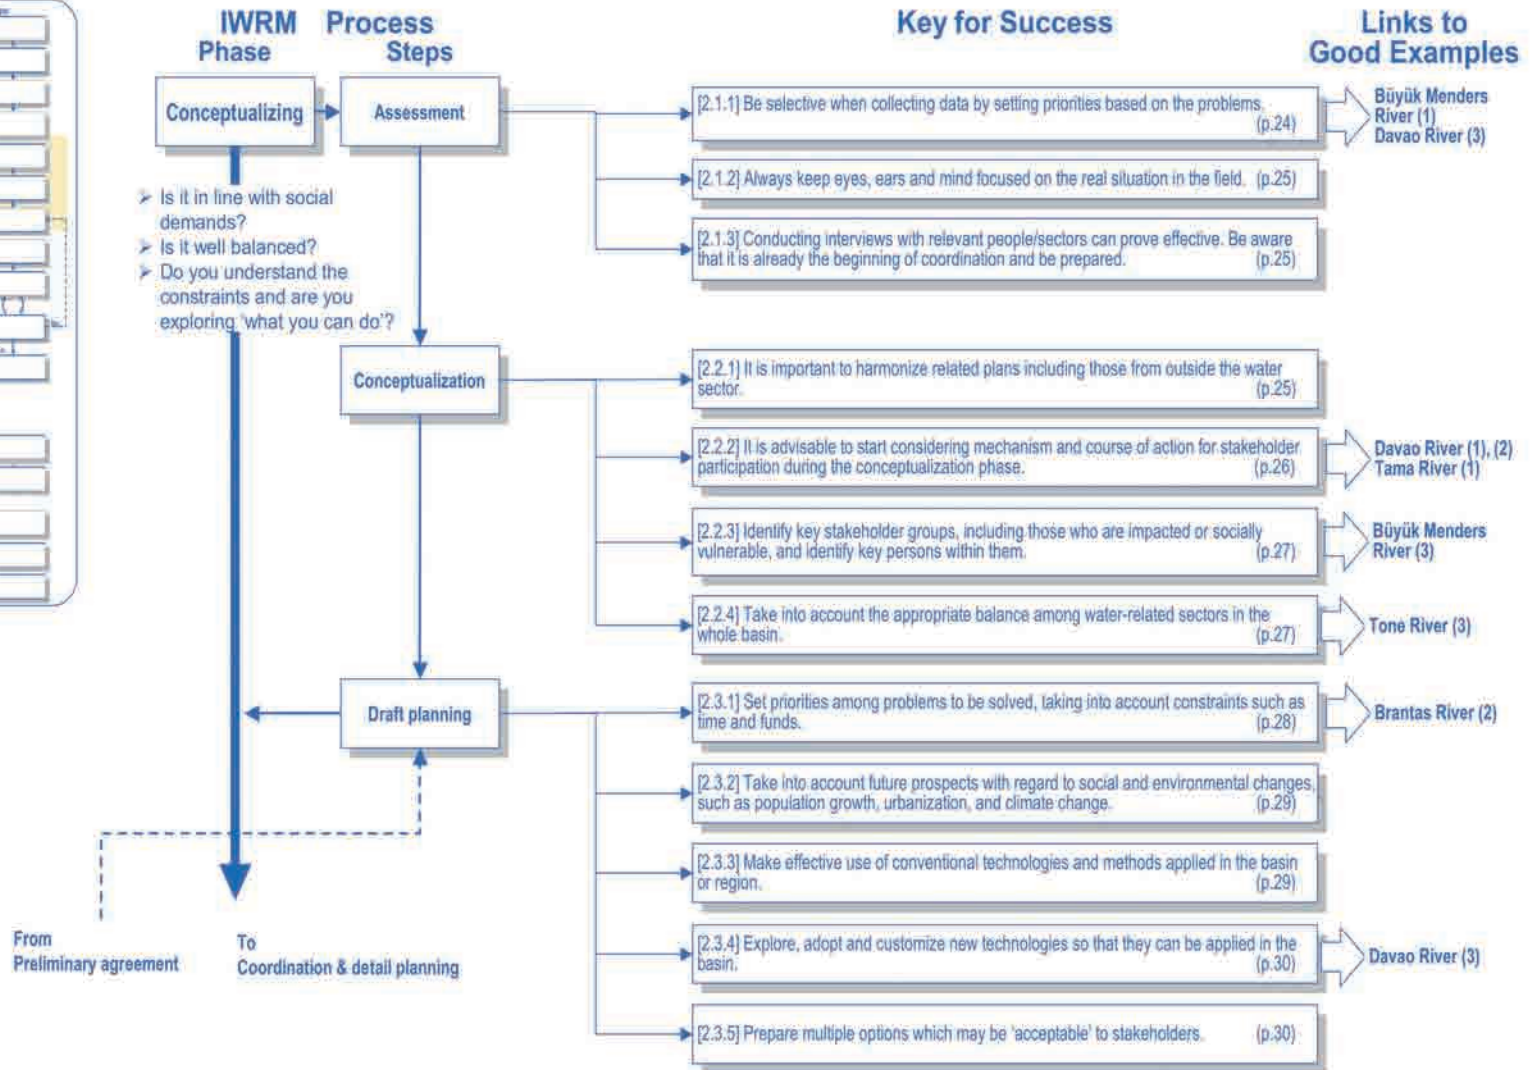 IWRM Process
Phase
Steps
Key for Success
Links to
Good Examples
Conceptualizing
Assessment
[2.1.1] Be selective when collecting data by setting priorities based on the problems.
(p.24)
Büyük Menders
River (1)
Davao River (3)
[2.1.2] Always keep eyes, ears and mind focused on the real situation in the field. (p.25)
[2.1.3] Conducting interviews with relevant people/sectors can prove effective. Be aware
that it is already the beginning of coordination and be prepared. (p.25)
➢ Is it in line with social
demands?
➢ Is it well balanced?
➢ Do you understand the
constraints and are you
exploring 'what you can do'?
Conceptualization
[2.2.1] It is important to harmonize related plans including those from outside the water
sector. (p.25)
[2.2.2] It is advisable to start considering mechanism and course of action for stakeholder
participation during the conceptualization phase. (p.26)
Davao River (1), (2)
Tama River (1)
[2.2.3] Identify key stakeholder groups, including those who are impacted or socially
vulnerable, and identify key persons within them. (p.27)
Büyük Menders
River (3)
[2.2.4] Take into account the appropriate balance among water-related sectors in the
whole basin. (p.27)
Tone River (3)
Draft planning
[2.3.1] Set priorities among problems to be solved, taking into account constraints such as
time and funds. (p.28)
Brantas River (2)
[2.3.2] Take into account future prospects with regard to social and environmental changes,
such as population growth, urbanization, and climate change. (p.29)
[2.3.3] Make effective use of conventional technologies and methods applied in the basin
or region. (p.29)
[2.3.4] Explore, adopt and customize new technologies so that they can be applied in the
basin. (p.30)
Davao River (3)
[2.3.5] Prepare multiple options which may be 'acceptable' to stakeholders. (p.30)
From
Preliminary agreement
To
Coordination & detail planning